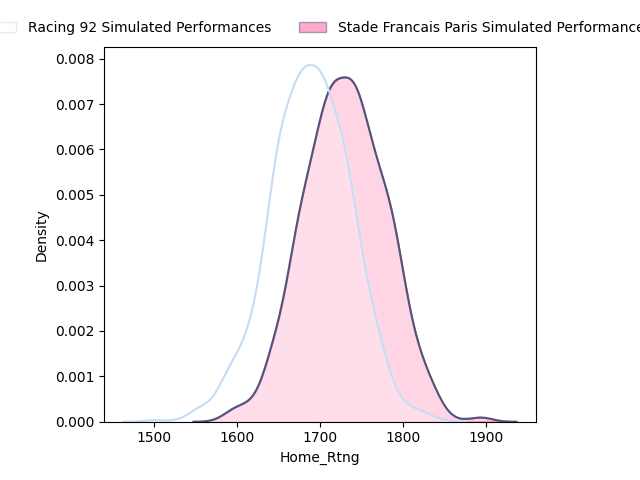 Racing 92 Simulated Performances
Stade Francais Paris Simulated Performance
0.008
0.007
0.006
0.005
0.004
0.003
0.002
0.001
0.000
Density
1500 1600 1700 1800 1900
Home_Rtng